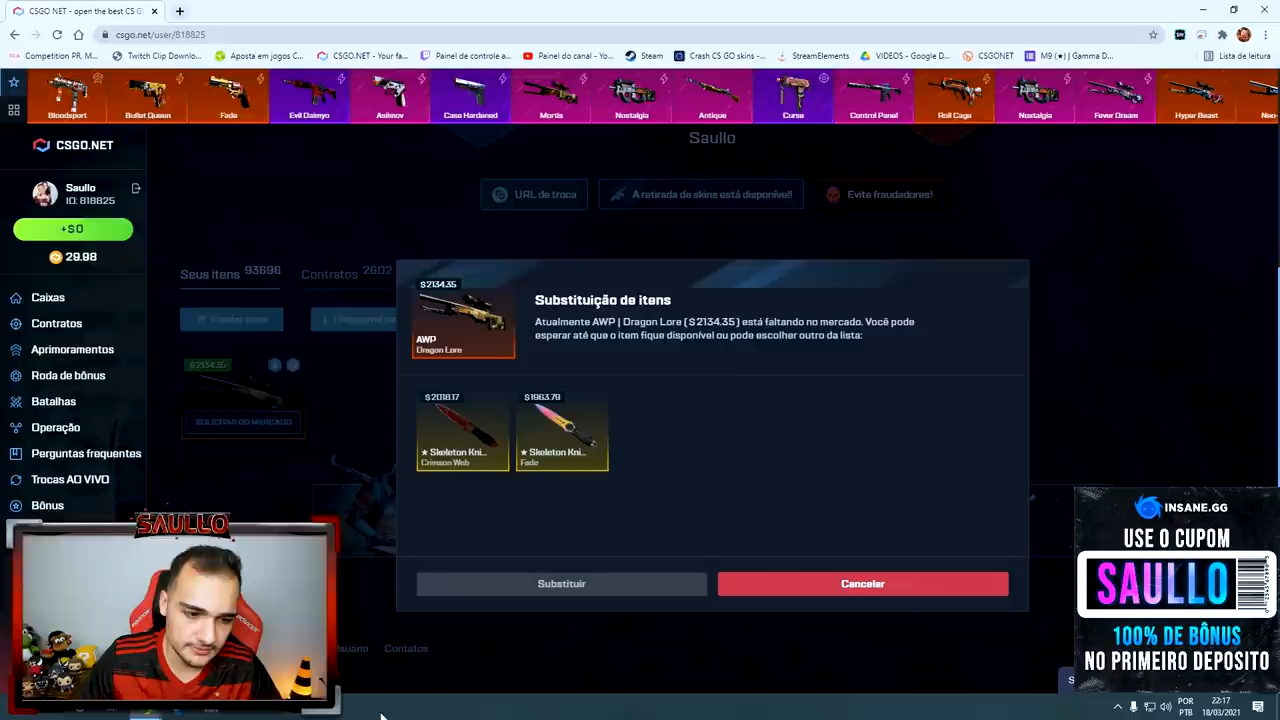 CSGO NET - open the best CS G
csgo.net/user/818825
Competition PR, M...
Twitch Clip Downlo...
Aposta em jogos C...
CSGO.NET - Your fa...
Painel de controle a...
Painel do canal - Yo...
Steam
Crash CS GO skins -...
StreamElements
VIDEOS - Google D...
CSGONET
M9 (★) | Gamma D...
Lista de leitura
Bloodsport
Bullet Queen
Fade
Evil Daimyo
Asiimov
Case Hardened
Mortis
Nostalgia
Antique
Curse
Control Panel
Roll Cage
Nostalgia
Fever Dream
Hyper Beast
Neo-
CSGO.NET
Saullo
ID: 818825
+$0
29.98
Caixas
Contratos
Aprimoramentos
Roda de bônus
Batalhas
Operação
Perguntas frequentes
Trocas AO VIVO
Bônus
Saullo
URL de troca
A retirada de skins está disponível!
Evite fraudadores!
Seus itens 93696
Contratos 2602
$2134.35
SOLICITAR DO MERCADO
$2134.35
AWP
Dragon Lore
Substituição de itens
Atualmente AWP | Dragon Lore ($2134.35) está faltando no mercado. Você pode
esperar até que o item fique disponível ou pode escolher outro da lista:
$2018.17
★ Skeleton Kni...
Crimson Web
$1963.79
★ Skeleton Kni...
Fade
Substituir
Cancelar
usuário
Contatos
SAULLO
INSANE.GG
USE O CUPOM
SAULLO
100% DE BÔNUS
NO PRIMEIRO DEPOSITO
POR
PTB
22:17
18/03/2021